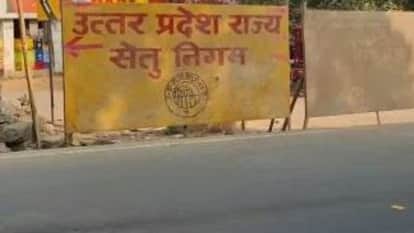 उत्तर प्रदेश राज्य
सेतु निगम